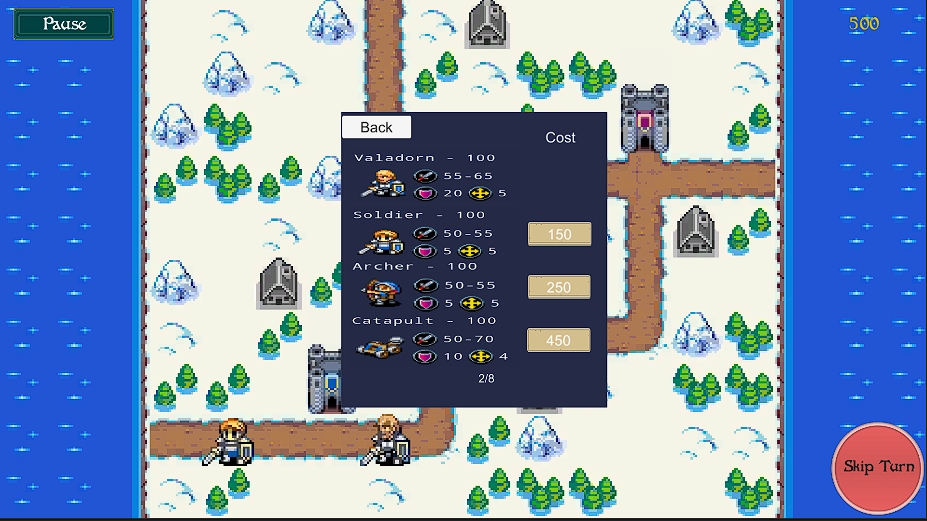 Pause
500
Back
Cost
Valadorn - 100
55-65
20 5
Soldier - 100
50-55
150
5 5
Archer - 100
50-55
250
5 5
Catapult - 100
50-70
450
10 4
2/8
Skip Turn